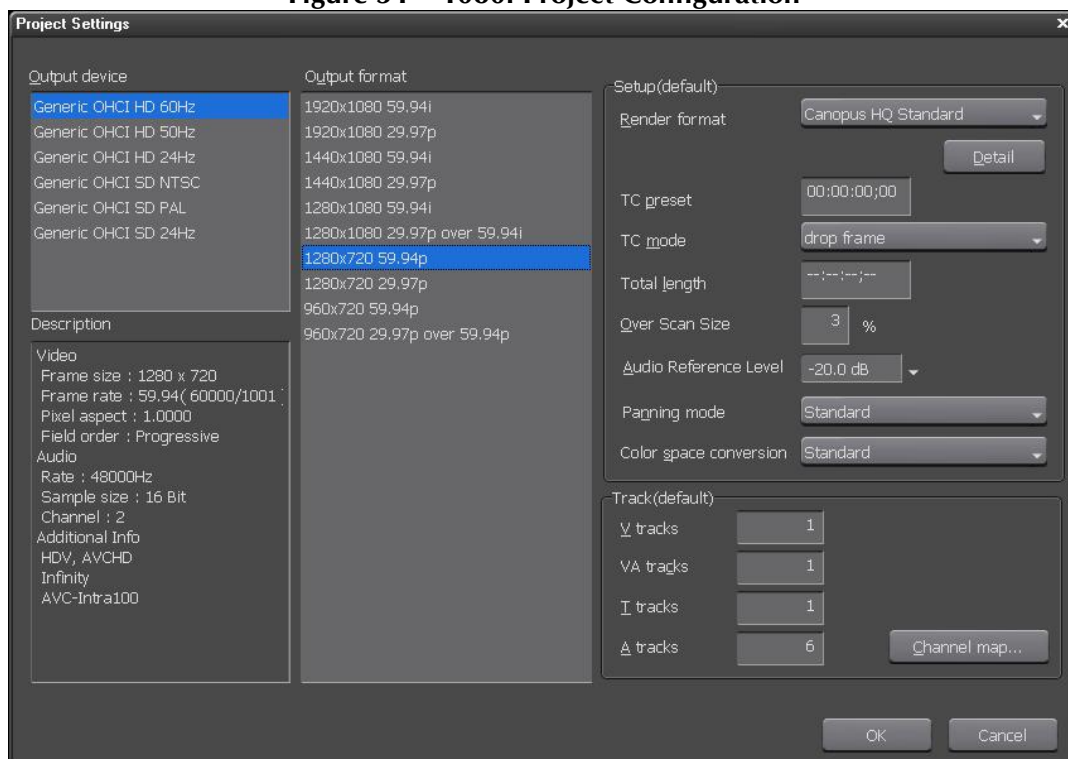 Project Settings
Output device
Generic OHCI HD 60Hz
Generic OHCI HD 50Hz
Generic OHCI HD 24Hz
Generic OHCI SD NTSC
Generic OHCI SD PAL
Generic OHCI SD 24Hz
Description
Video
Frame size : 1280 x 720
Frame rate : 59.94( 60000/1001
Pixel aspect : 1.0000
Field order : Progressive
Audio
Rate : 48000Hz
Sample size : 16 Bit
Channel : 2
Additional Info
HDV, AVCHD
Infinity
AVC-Intra100
Output format
1920x1080 59.94i
1920x1080 29.97p
1440x1080 59.94i
1440x1080 29.97p
1280x1080 59.94i
1280x1080 29.97p over 59.94i
1280x720 59.94p
1280x720 29.97p
960x720 59.94p
960x720 29.97p over 59.94p
Setup(default)
Render format Canopus HQ Standard
Detail
TC preset 00:00:00;00
TC mode drop frame
Total length --:--:--;--
Over Scan Size 3 %
Audio Reference Level -20.0 dB
Panning mode Standard
Color space conversion Standard
Track(default)
V tracks 1
VA tracks 1
T tracks 1
A tracks 6
Channel map...
OK Cancel